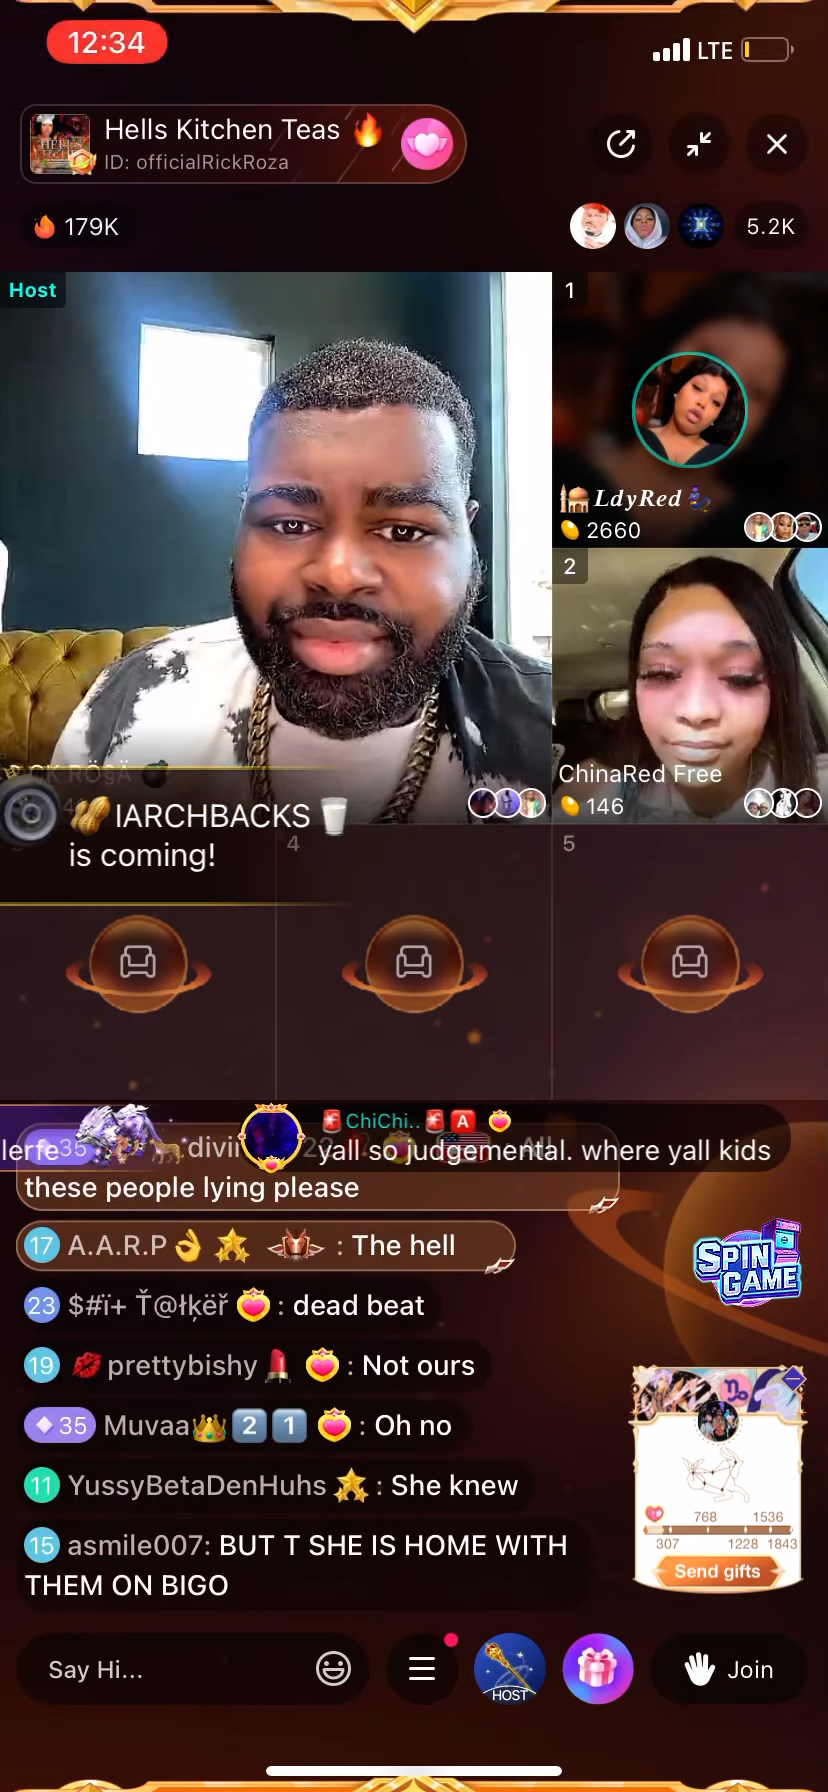 12:34
LTE
Hells Kitchen Teas 🔥
ID: officialRickRoza
🔥 179K
5.2K
Host
1
LdyRed
2660
2
ChinaRed Free
146
🥜 IARCHBACKS 🥛
is coming!
4
5
🚨ChiChi..🚨 🅰
lerfe
yall so judgemental. where yall kids
35
these people lying please
17 A.A.R.P👌 : The hell
23 $#ï+ Ť@łķëř : dead beat
19 💋prettybishy💄 : Not ours
35 Muvaa👑2️⃣1️⃣ : Oh no
11 YussyBetaDenHuhs : She knew
15 asmile007: BUT T SHE IS HOME WITH
THEM ON BIGO
SPIN
GAME
768 1536
307 1228 1843
Send gifts
Say Hi...
HOST
Join